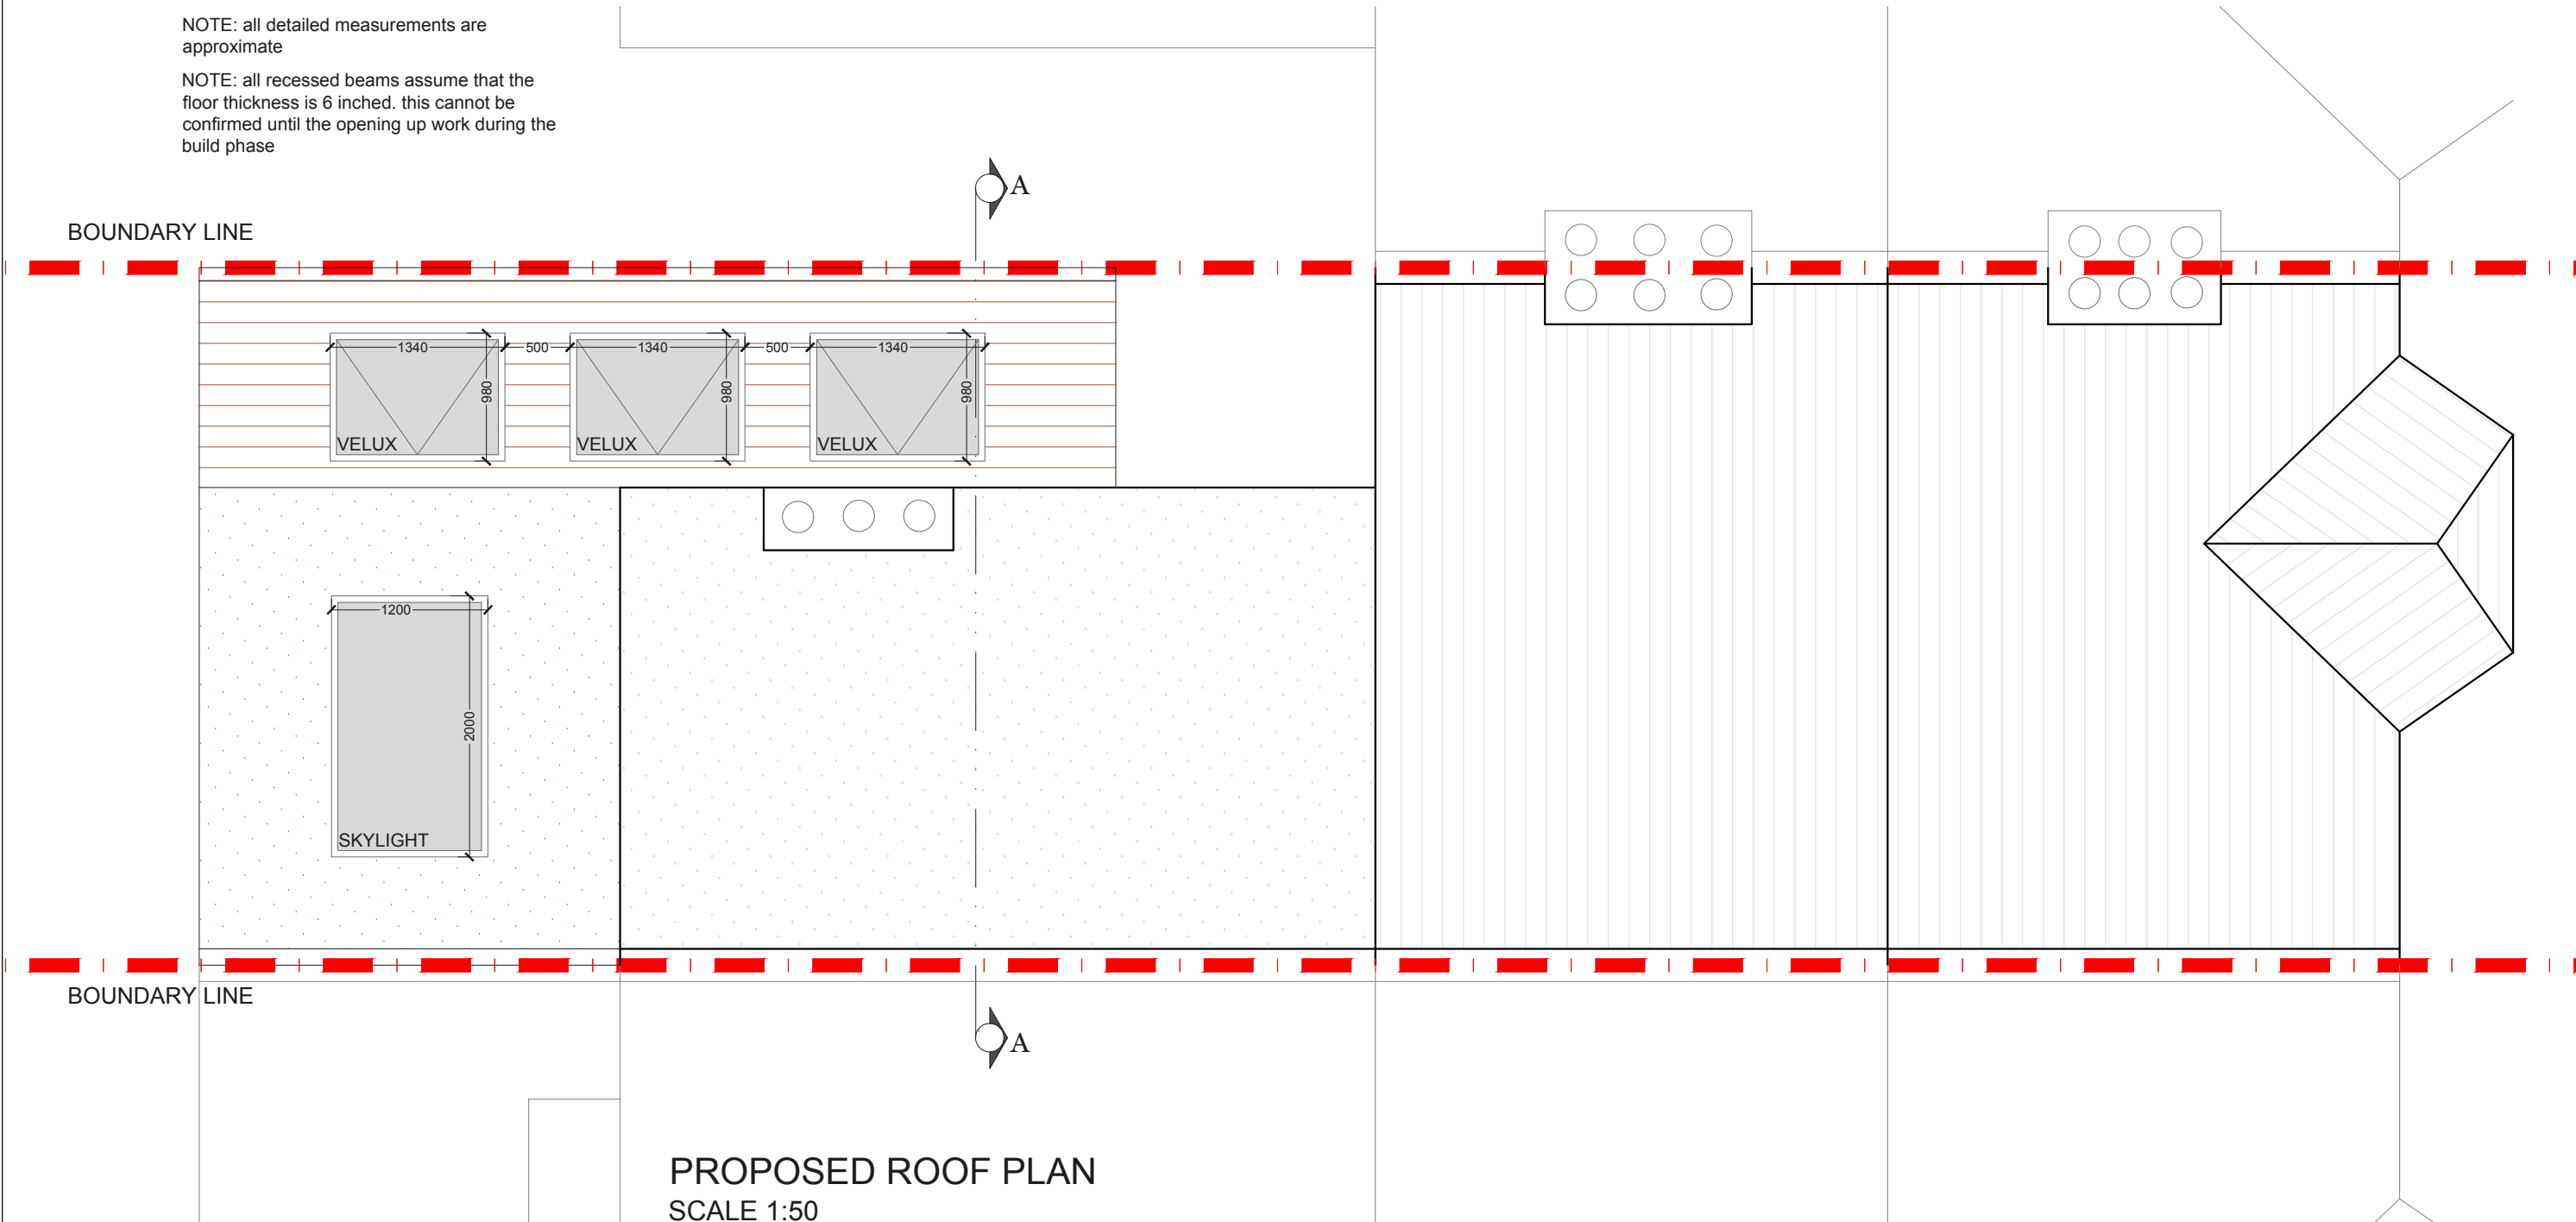 NOTE: all detailed measurements are
approximate
NOTE: all recessed beams assume that the
floor thickness is 6 inched. this cannot be
confirmed until the opening up work during the
build phase
A
BOUNDARY LINE
1340 500 1340 500 1340
980 980 980
VELUX VELUX VELUX
1200
2000
SKYLIGHT
BOUNDARY LINE
A
PROPOSED ROOF PLAN
SCALE 1:50